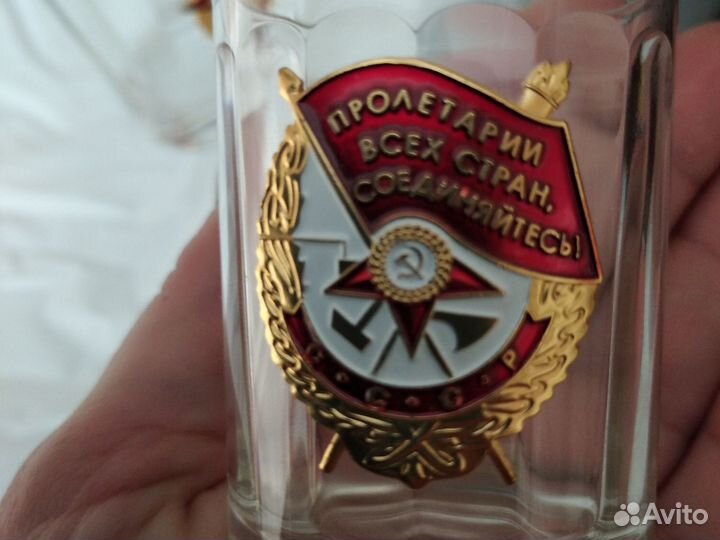 ПРОЛЕТАРИИ
ВСЕХ СТРАН,
СОЕДИНЯЙТЕСЬ!
С·С·С·Р
Avito